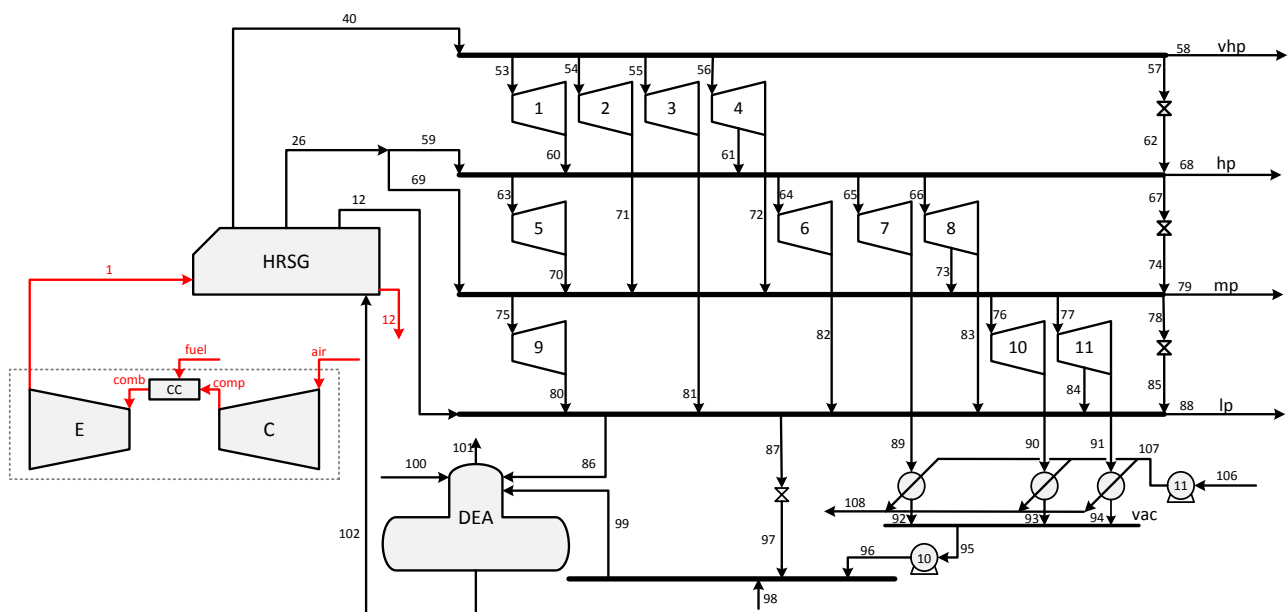 40
58 vhp
53 54 55 56 57
1 2 3 4
26 59 60 61 62
68 hp
69 63 64 65 66 67
12
71 72
5 6 7 8
HRSG
1
70 73 74
79 mp
12
75 76 77 78
82 83
9 10 11
fuel air
comb CC comp
80 81 84 85
88 lp
E C
101 86 87 89 90 91 107
100 106
11
108
DEA
92 93 94 vac
102 99 97 96 10 95
98